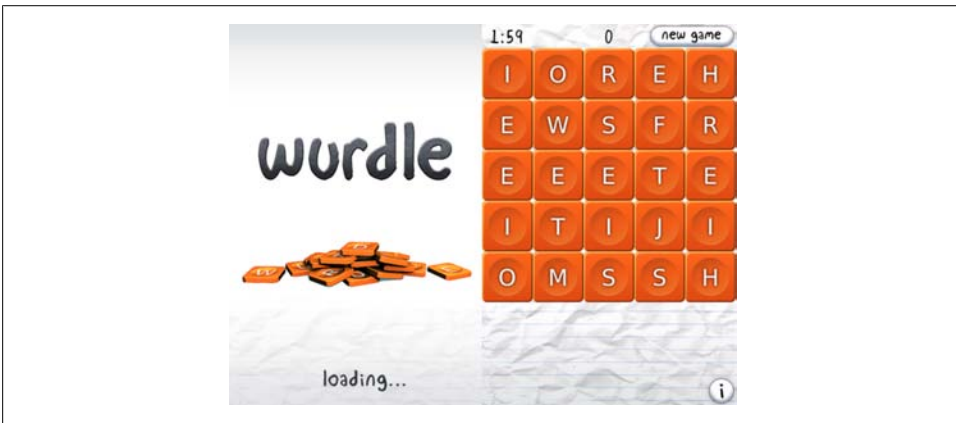 wurdle
loading...
1:59 0 new game
I O R E H
E W S F R
E E E T E
I T I J I
O M S S H
i